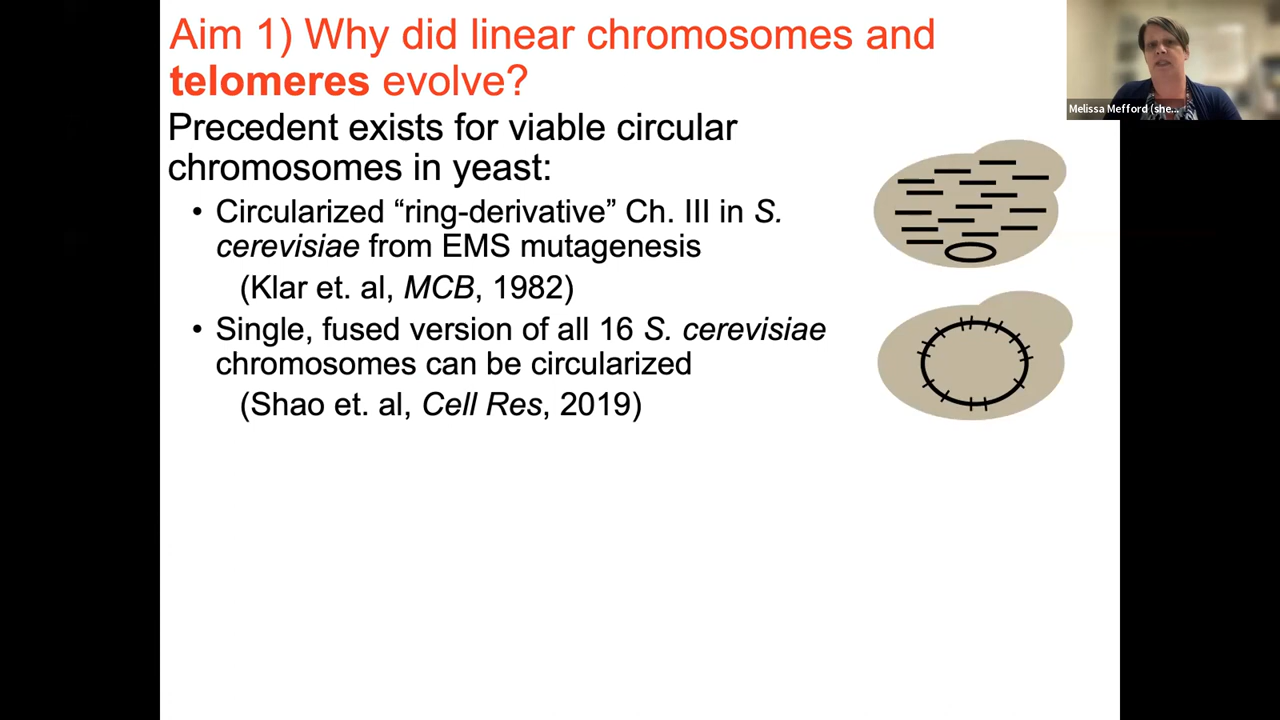 Aim 1) Why did linear chromosomes and
telomeres evolve?
Precedent exists for viable circular
chromosomes in yeast:
• Circularized “ring-derivative” Ch. III in S.
cerevisiae from EMS mutagenesis
(Klar et. al, MCB, 1982)
• Single, fused version of all 16 S. cerevisiae
chromosomes can be circularized
(Shao et. al, Cell Res, 2019)
Melissa Mefford (she...